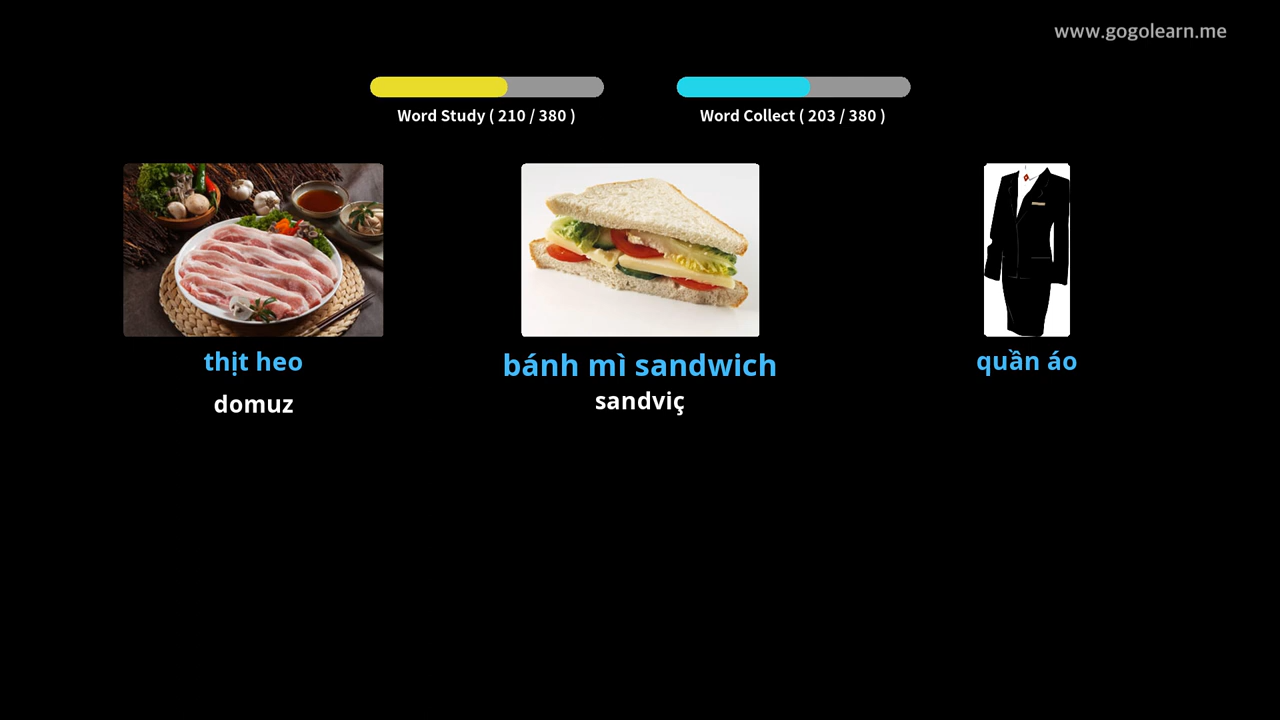 www.gogolearn.me
Word Study ( 210 / 380 )
Word Collect ( 203 / 380 )
thịt heo
domuz
bánh mì sandwich
sandviç
quần áo